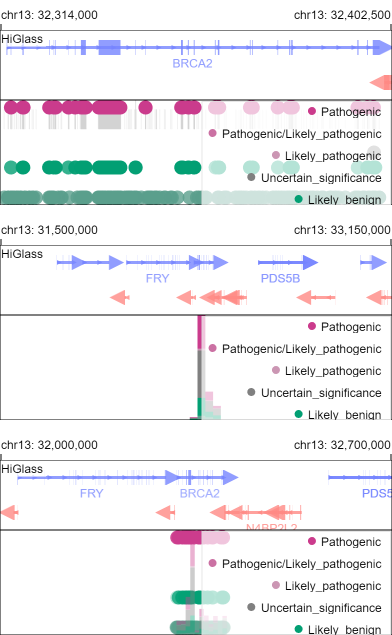 chr13: 32,314,000 chr13: 32,402,500
HiGlass
BRCA2
Pathogenic
Pathogenic/Likely_pathogenic
Likely_pathogenic
Uncertain_significance
Likely_benign
chr13: 31,500,000 chr13: 33,150,000
HiGlass
FRY PDS5B
Pathogenic
Pathogenic/Likely_pathogenic
Likely_pathogenic
Uncertain_significance
Likely_benign
chr13: 32,000,000 chr13: 32,700,000
HiGlass
FRY BRCA2 PDS5
N4BP2L2
Pathogenic
Pathogenic/Likely_pathogenic
Likely_pathogenic
Uncertain_significance
Likely_benign